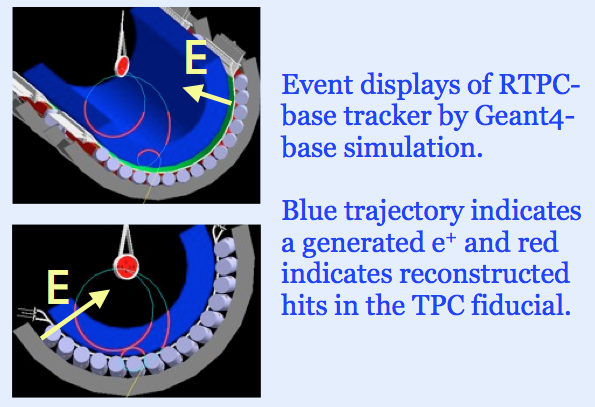 E
Event displays of RTPC-
base tracker by Geant4-
base simulation.
Blue trajectory indicates
a generated e⁺ and red
indicates reconstructed
hits in the TPC fiducial.
E